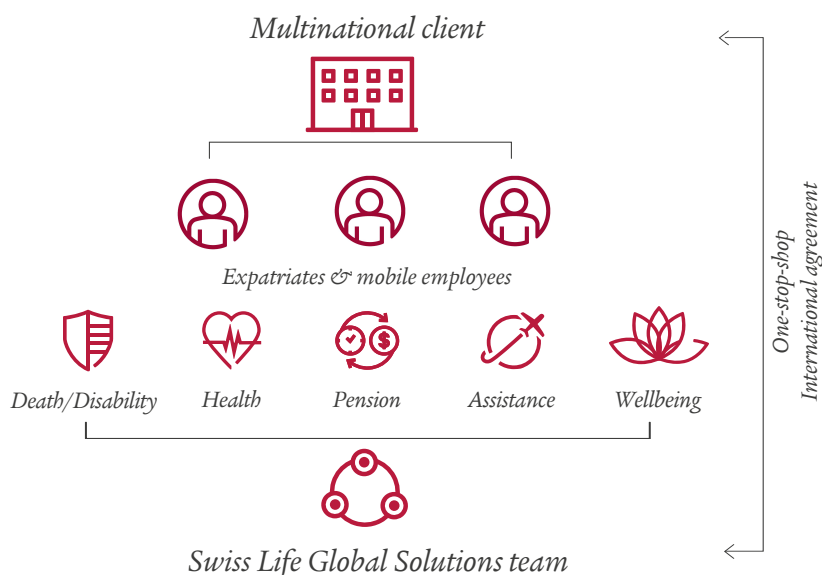 Multinational client
Expatriates & mobile employees
Death/Disability
Health
Pension
Assistance
Wellbeing
Swiss Life Global Solutions team
One-stop-shop
International agreement
$